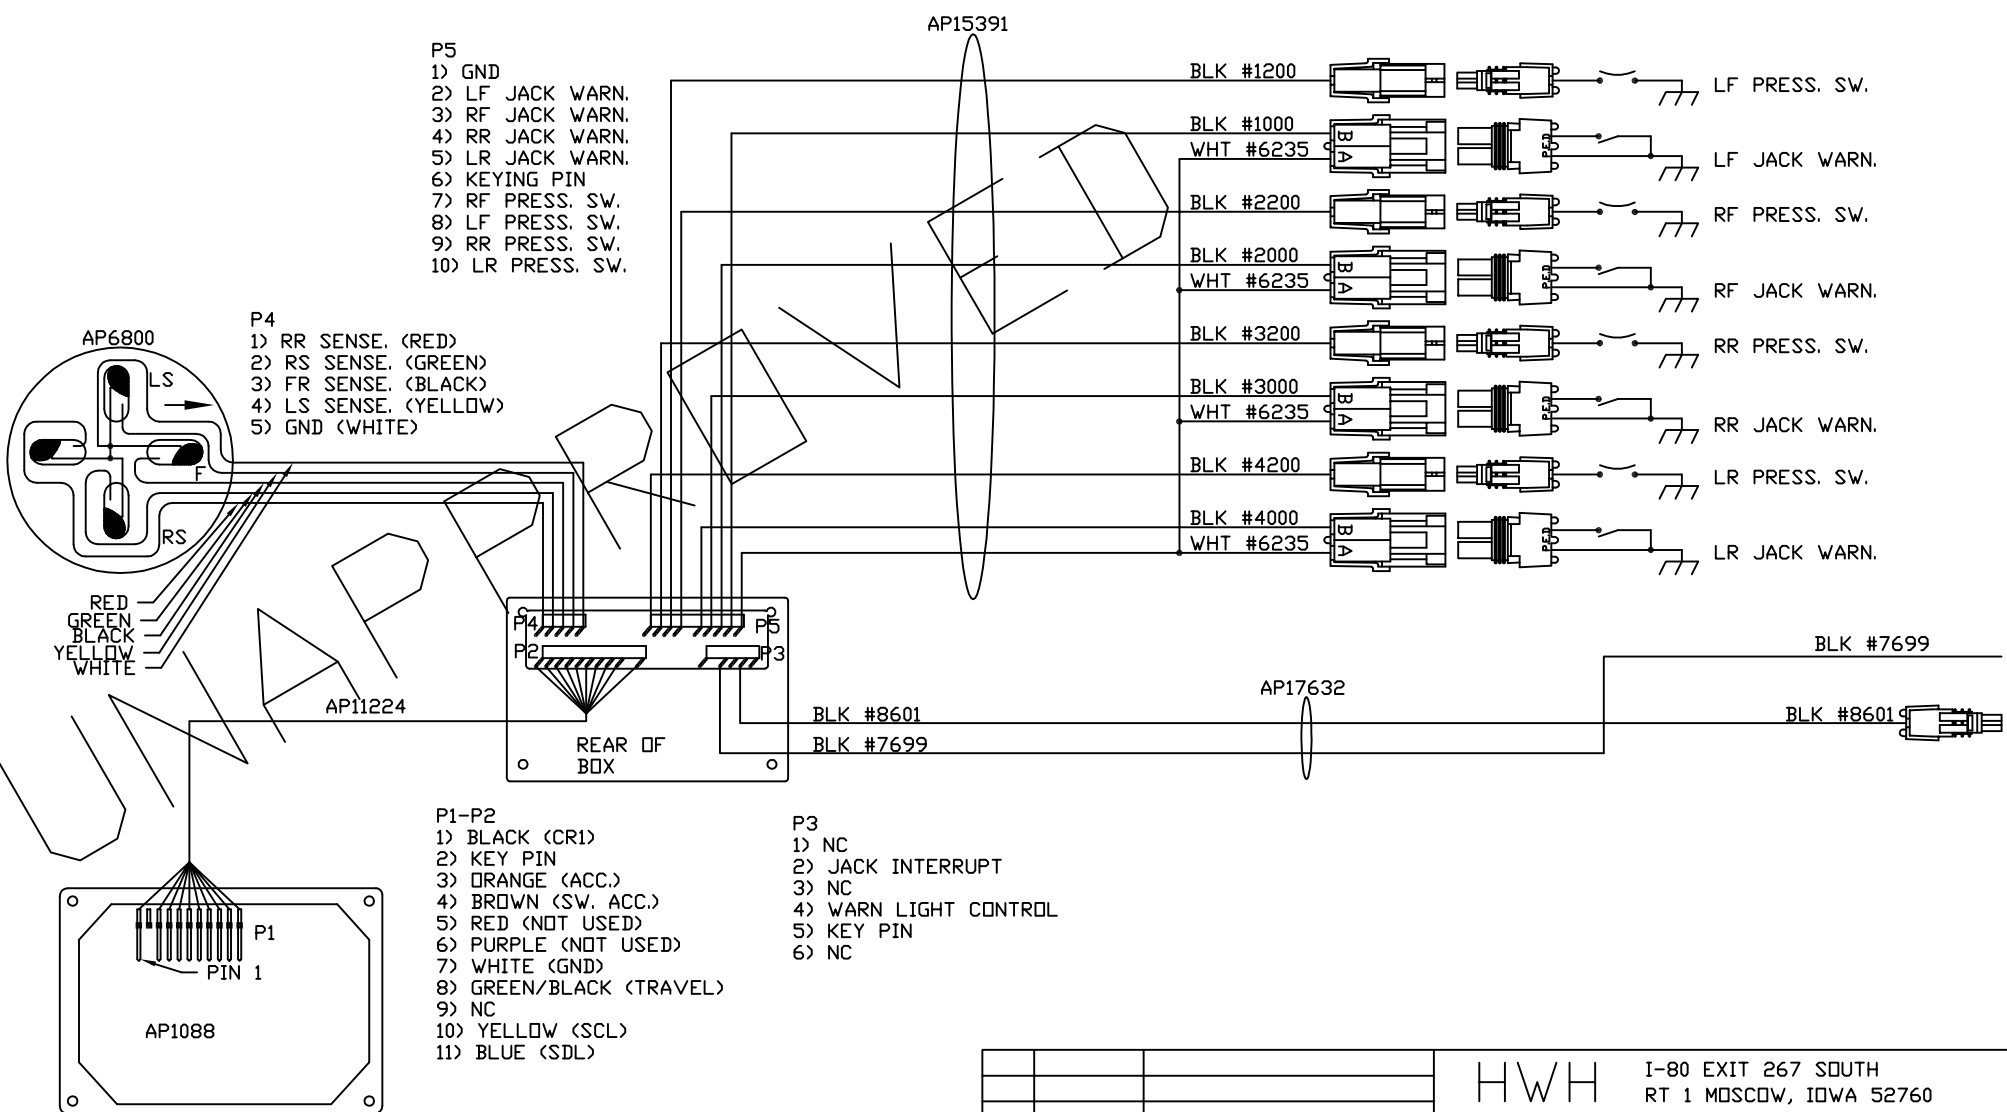 AP15391
P5
1) GND
2) LF JACK WARN.
3) RF JACK WARN.
4) RR JACK WARN.
5) LR JACK WARN.
6) KEYING PIN
7) RF PRESS. SW.
8) LF PRESS. SW.
9) RR PRESS. SW.
10) LR PRESS. SW.
BLK #1200
LF PRESS. SW.
BLK #1000
WHT #6235
B
A
P.E.D
LF JACK WARN.
BLK #2200
RF PRESS. SW.
BLK #2000
WHT #6235
B
A
P.E.D
RF JACK WARN.
BLK #3200
RR PRESS. SW.
BLK #3000
WHT #6235
B
A
P.E.D
RR JACK WARN.
BLK #4200
LR PRESS. SW.
BLK #4000
WHT #6235
B
A
P.E.D
LR JACK WARN.
P4
1) RR SENSE. (RED)
2) RS SENSE. (GREEN)
3) FR SENSE. (BLACK)
4) LS SENSE. (YELLOW)
5) GND (WHITE)
AP6800
LS
F
RS
RED
GREEN
BLACK
YELLOW
WHITE
UNAPPROVED
P4
P5
P2
P3
AP11224
REAR OF
BOX
BLK #8601
BLK #7699
AP17632
BLK #7699
BLK #8601
P1-P2
1) BLACK (CR1)
2) KEY PIN
3) ORANGE (ACC.)
4) BROWN (SW. ACC.)
5) RED (NOT USED)
6) PURPLE (NOT USED)
7) WHITE (GND)
8) GREEN/BLACK (TRAVEL)
9) NC
10) YELLOW (SCL)
11) BLUE (SDL)
P3
1) NC
2) JACK INTERRUPT
3) NC
4) WARN LIGHT CONTROL
5) KEY PIN
6) NC
P1
PIN 1
AP1088
HWH
I-80 EXIT 267 SOUTH
RT 1 MOSCOW, IOWA 52760